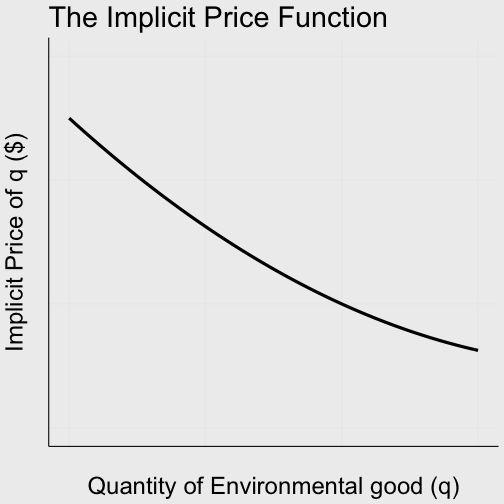 The Implicit Price Function
Implicit Price of q ($)
Quantity of Environmental good (q)